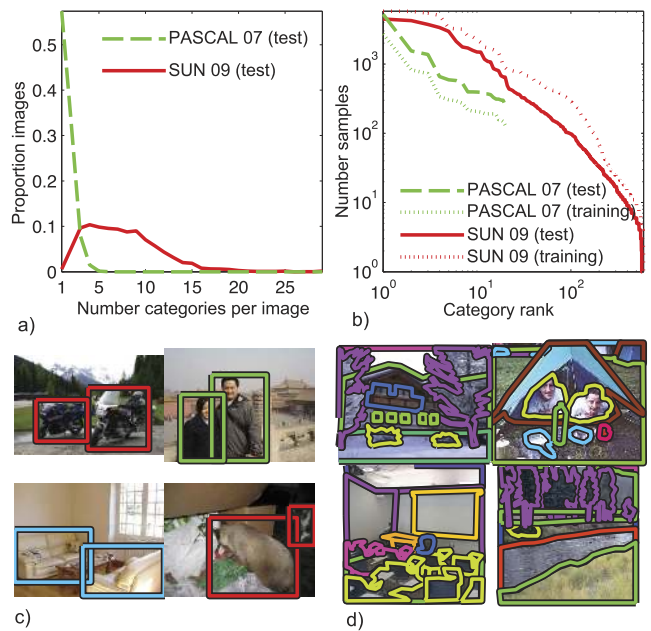 a)
0.5
0.4
0.3
0.2
0.1
0
1
5
10
15
20
25
Proportion images
Number categories per image
PASCAL 07 (test)
SUN 09 (test)
b)
10^4
10^2
10^1
10^0
10^0
10^1
10^2
Number samples
Category rank
PASCAL 07 (test)
PASCAL 07 (training)
SUN 09 (test)
SUN 09 (training)
c)
d)